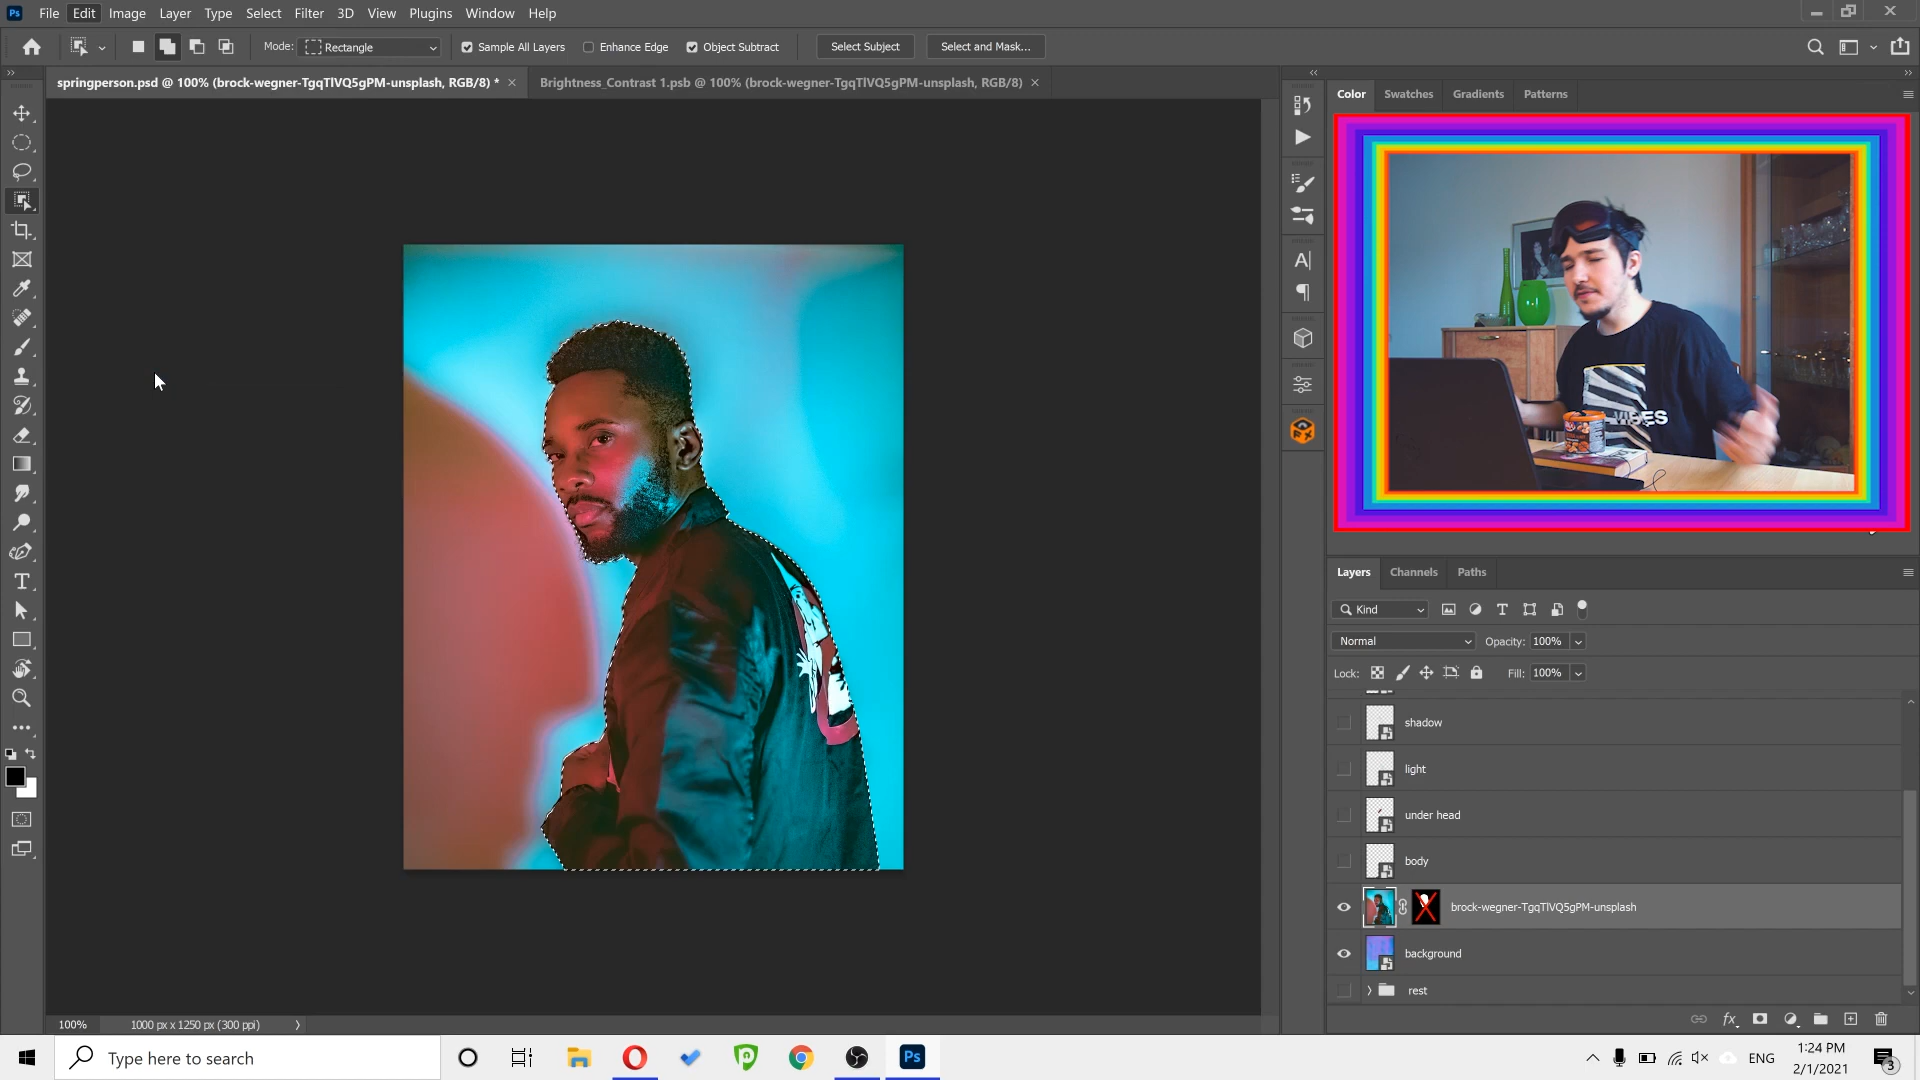 Ps File Edit Image Layer Type Select Filter 3D View Plugins Window Help
Mode: Rectangle Sample All Layers Enhance Edge Object Subtract Select Subject Select and Mask...
springperson.psd @ 100% (brock-wegner-TgqTlVQ5gPM-unsplash, RGB/8) * × Brightness_Contrast 1.psb @ 100% (brock-wegner-TgqTlVQ5gPM-unsplash, RGB/8) ×
Color Swatches Gradients Patterns
VIBES
Layers Channels Paths
Kind
Normal Opacity: 100%
Lock: Fill: 100%
shadow
light
under head
body
brock-wegner-TgqTlVQ5gPM-unsplash
background
rest
100% 1000 px x 1250 px (300 ppi)
Type here to search
Ps
ENG
1:24 PM
2/1/2021
3